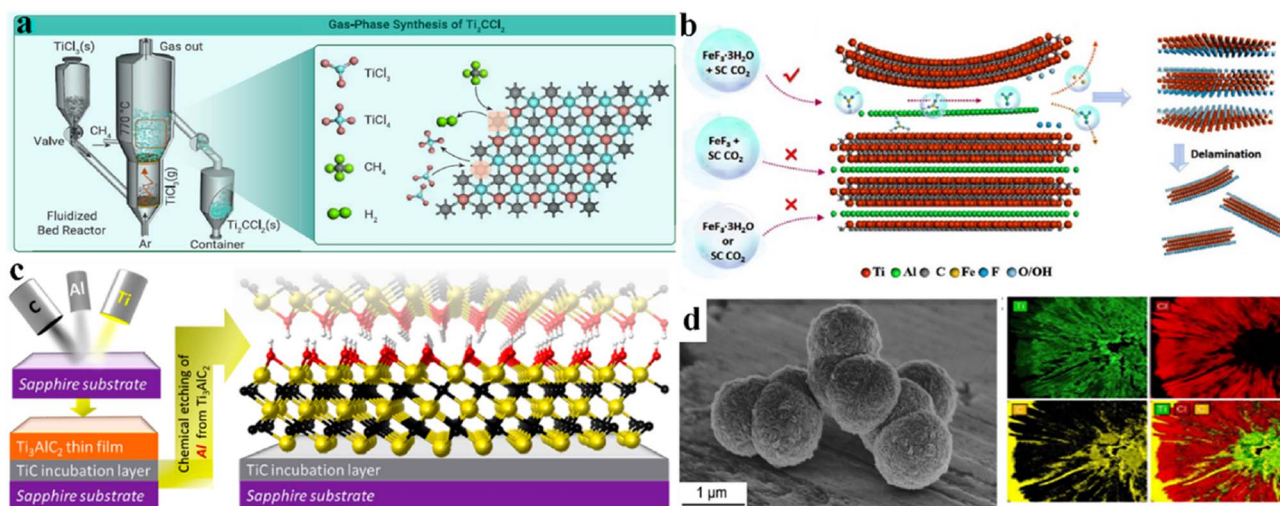 a
Gas-Phase Synthesis of Ti₂CCl₂
TiCl₃(s)
Gas out
Valve
CH₄
770 °C
TiCl₃(g)
Fluidized
Bed Reactor
Ar
Container
Ti₂CCl₂(s)
TiCl₃
TiCl₄
CH₄
H₂
b
FeF₃·3H₂O
+ SC CO₂
FeF₃ +
SC CO₂
FeF₃·3H₂O
or
SC CO₂
Delamination
Ti Al C Fe F O/OH
c
C
Al
Ti
Sapphire substrate
Ti₃AlC₂ thin film
TiC incubation layer
Sapphire substrate
Chemical etching of
Al from Ti₃AlC₂
TiC incubation layer
Sapphire substrate
d
1 μm
Ti
Cl
C
Ti Cl C